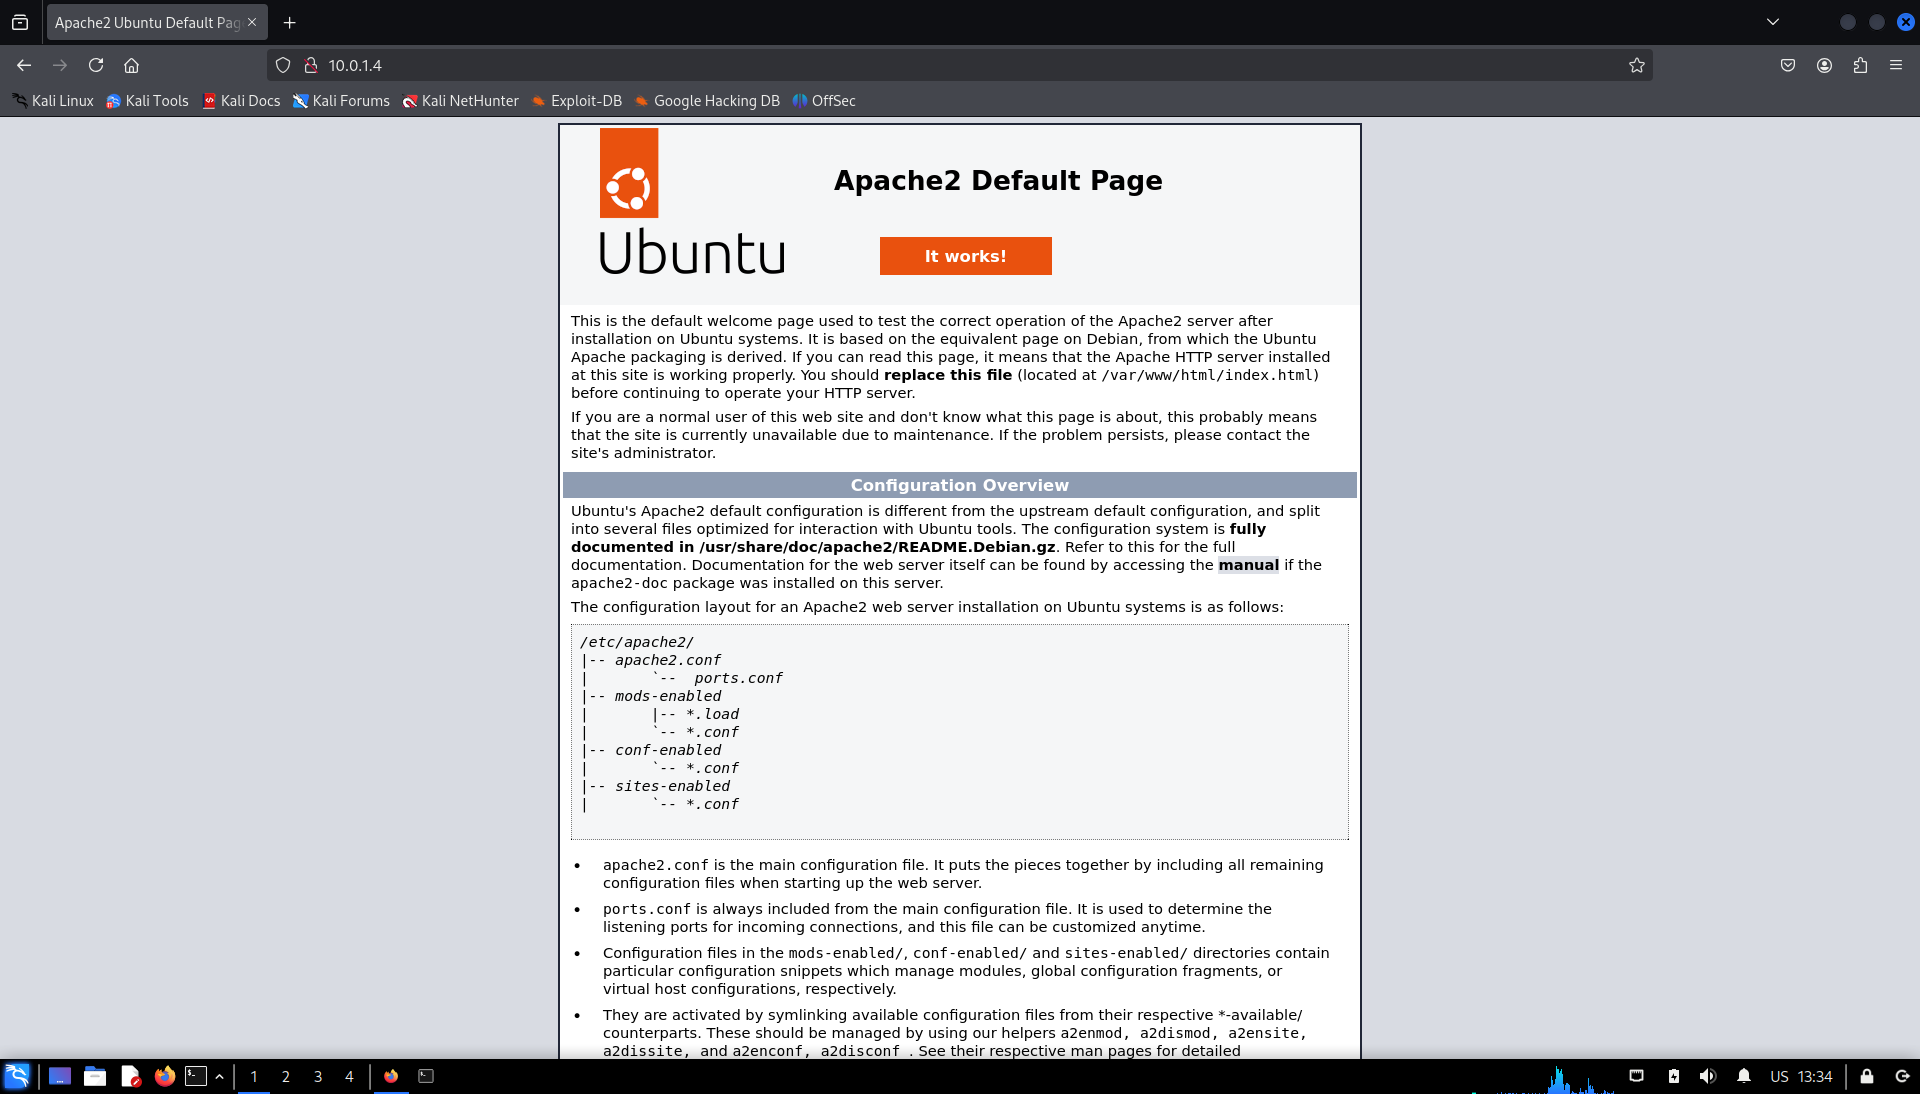 Apache2 Ubuntu Default Pag
10.0.1.4
Kali Linux Kali Tools Kali Docs Kali Forums Kali NetHunter Exploit-DB Google Hacking DB OffSec
Apache2 Default Page
Ubuntu
It works!
This is the default welcome page used to test the correct operation of the Apache2 server after
installation on Ubuntu systems. It is based on the equivalent page on Debian, from which the Ubuntu
Apache packaging is derived. If you can read this page, it means that the Apache HTTP server installed
at this site is working properly. You should replace this file (located at /var/www/html/index.html)
before continuing to operate your HTTP server.
If you are a normal user of this web site and don't know what this page is about, this probably means
that the site is currently unavailable due to maintenance. If the problem persists, please contact the
site's administrator.
Configuration Overview
Ubuntu's Apache2 default configuration is different from the upstream default configuration, and split
into several files optimized for interaction with Ubuntu tools. The configuration system is fully
documented in /usr/share/doc/apache2/README.Debian.gz. Refer to this for the full
documentation. Documentation for the web server itself can be found by accessing the manual if the
apache2-doc package was installed on this server.
The configuration layout for an Apache2 web server installation on Ubuntu systems is as follows:
/etc/apache2/
|-- apache2.conf
|       `--  ports.conf
|-- mods-enabled
|       |-- *.load
|       `-- *.conf
|-- conf-enabled
|       `-- *.conf
|-- sites-enabled
|       `-- *.conf
• apache2.conf is the main configuration file. It puts the pieces together by including all remaining
configuration files when starting up the web server.
• ports.conf is always included from the main configuration file. It is used to determine the
listening ports for incoming connections, and this file can be customized anytime.
• Configuration files in the mods-enabled/, conf-enabled/ and sites-enabled/ directories contain
particular configuration snippets which manage modules, global configuration fragments, or
virtual host configurations, respectively.
• They are activated by symlinking available configuration files from their respective *-available/
counterparts. These should be managed by using our helpers a2enmod, a2dismod, a2ensite,
a2dissite, and a2enconf, a2disconf . See their respective man pages for detailed
1 2 3 4 US 13:34